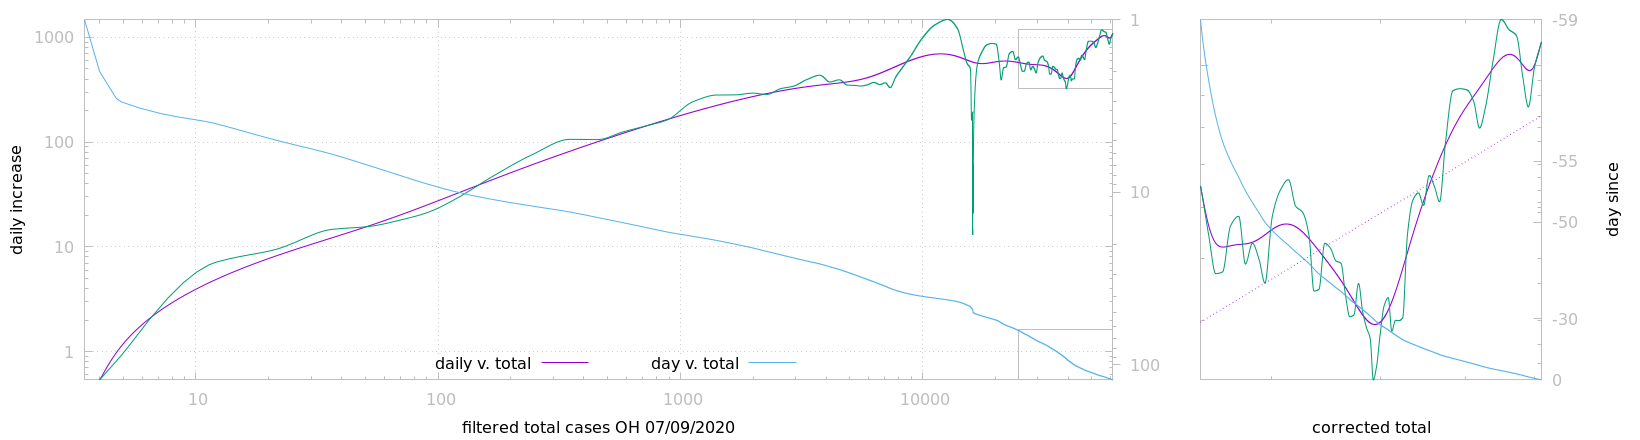 daily increase
1000
100
10
1
10
100
1000
10000
filtered total cases OH 07/09/2020
daily v. total
day v. total
1
10
100
-59
-55
-50
-30
0
day since
corrected total